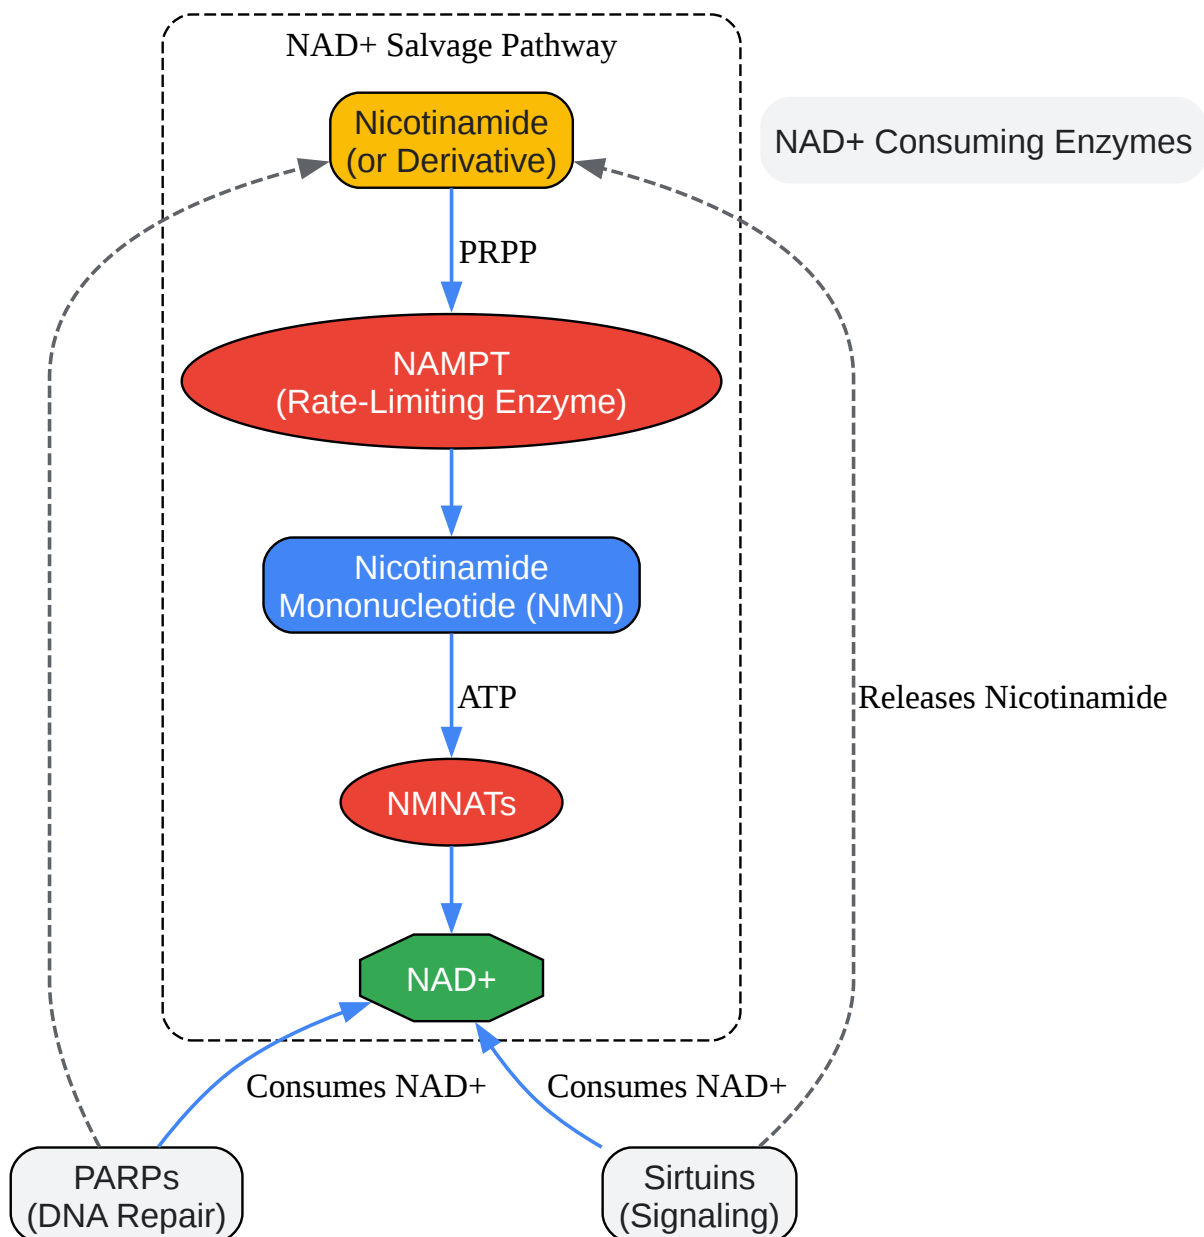 NAD+ Salvage Pathway
Nicotinamide
(or Derivative)
NAD+ Consuming Enzymes
PRPP
NAMPT
(Rate-Limiting Enzyme)
Nicotinamide
Mononucleotide (NMN)
ATP
Releases Nicotinamide
NMNATs
NAD+
Consumes NAD+
Consumes NAD+
PARPs
(DNA Repair)
Sirtuins
(Signaling)